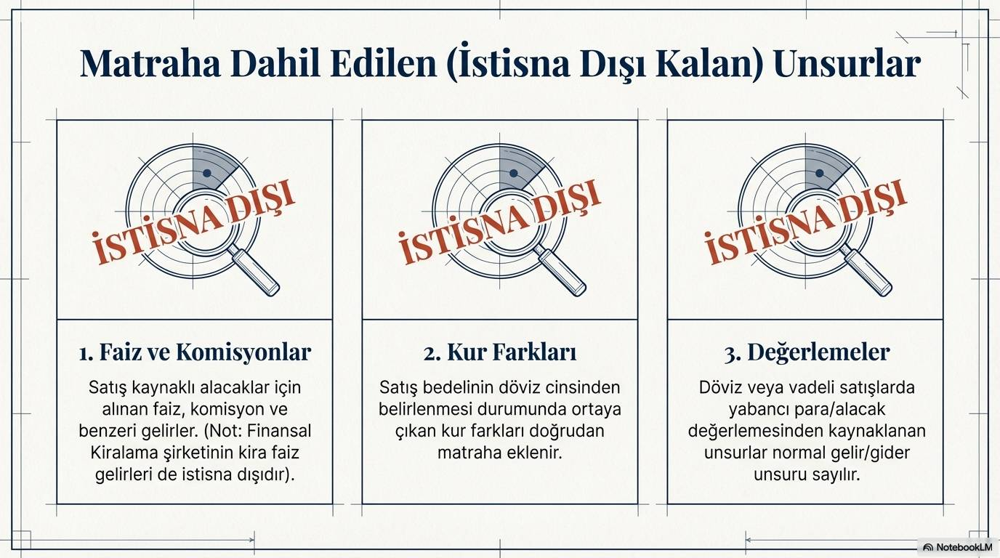 Matraha Dahil Edilen (İstisna Dışı Kalan) Unsurlar
İSTİSNA DIŞI
1. Faiz ve Komisyonlar
Satış kaynaklı alacaklar için
alınan faiz, komisyon ve
benzeri gelirler. (Not: Finansal
Kiralama şirketinin kira faiz
gelirleri de istisna dışıdır).
İSTİSNA DIŞI
2. Kur Farkları
Satış bedelinin döviz cinsinden
belirlenmesi durumunda ortaya
çıkan kur farkları doğrudan
matraha eklenir.
İSTİSNA DIŞI
3. Değerlemeler
Döviz veya vadeli satışlarda
yabancı para/alacak
değerlemesinden kaynaklanan
unsurlar normal gelir/gider
unsuru sayılır.
NotebookLM